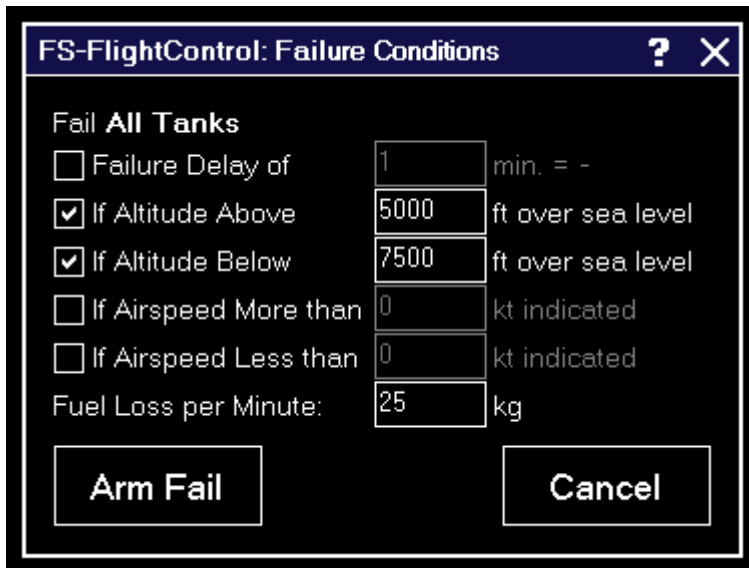 FS-FlightControl: Failure Conditions ? X
Fail All Tanks
Failure Delay of 1 min. = -
If Altitude Above 5000 ft over sea level
If Altitude Below 7500 ft over sea level
If Airspeed More than 0 kt indicated
If Airspeed Less than 0 kt indicated
Fuel Loss per Minute: 25 kg
Arm Fail Cancel